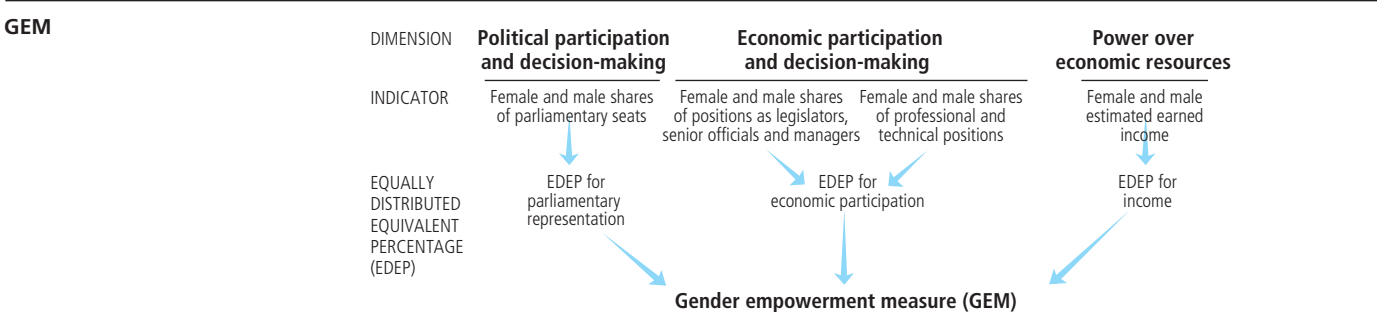 GEM
DIMENSION
Political participation
and decision-making
Economic participation
and decision-making
Power over
economic resources
INDICATOR
Female and male shares
of parliamentary seats
Female and male shares
of positions as legislators,
senior officials and managers
Female and male shares
of professional and
technical positions
Female and male
estimated earned
income
EQUALLY
DISTRIBUTED
EQUIVALENT
PERCENTAGE
(EDEP)
EDEP for
parliamentary
representation
EDEP for
economic participation
EDEP for
income
Gender empowerment measure (GEM)